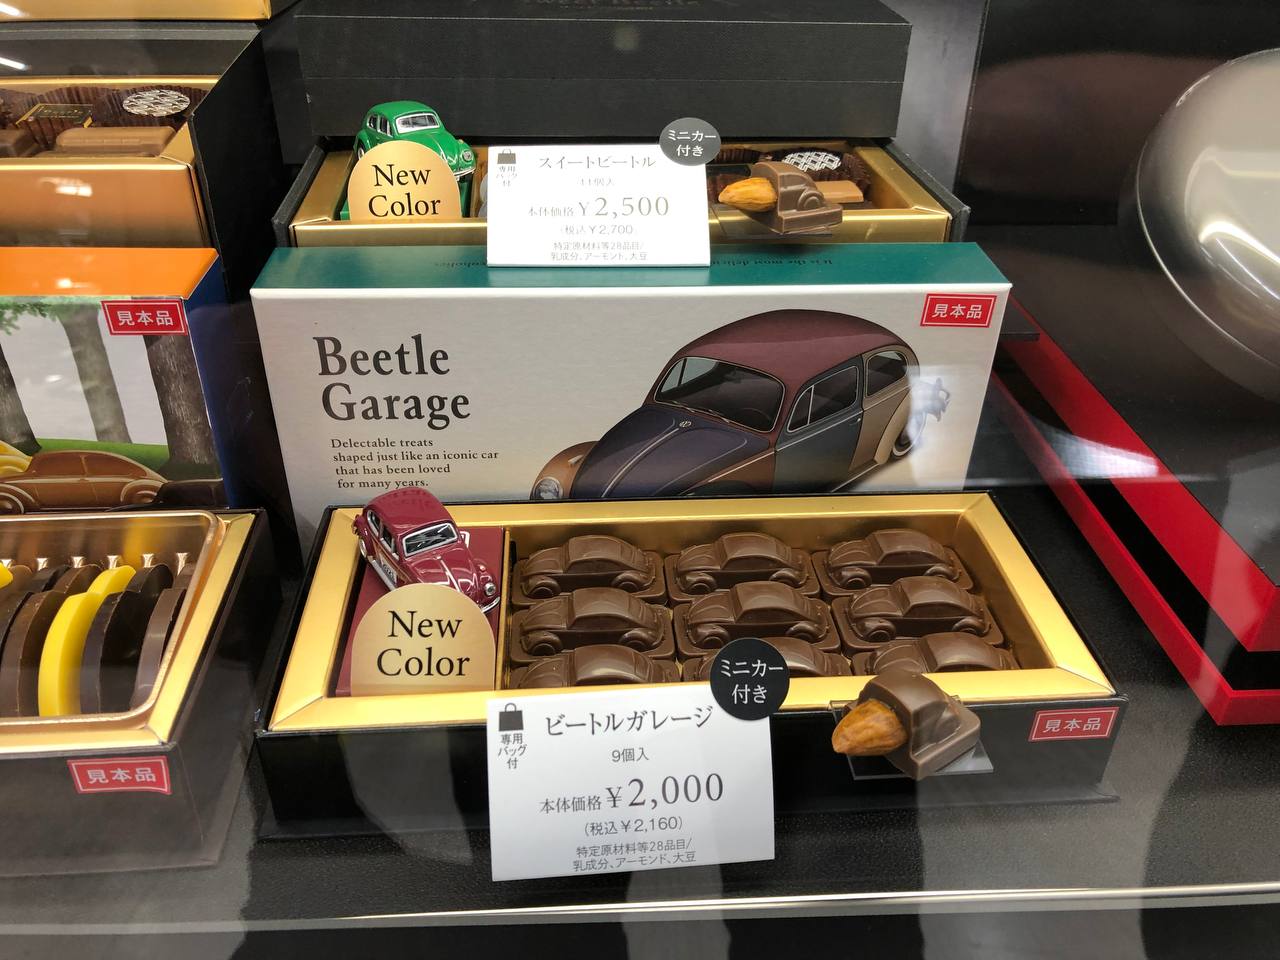 New
Color
専用
バッグ
付
スイートビートル
ミニカー
付き
11個入
本体価格 ¥2,500
(税込¥2,700)
特定原材料等28品目/
乳成分、アーモンド、大豆
見本品
見本品
Beetle
Garage
Delectable treats
shaped just like an iconic car
that has been loved
for many years.
New
Color
ミニカー
付き
専用
バッグ
付
ビートルガレージ
9個入
本体価格 ¥2,000
(税込¥2,160)
特定原材料等28品目/
乳成分、アーモンド、大豆
見本品
見本品